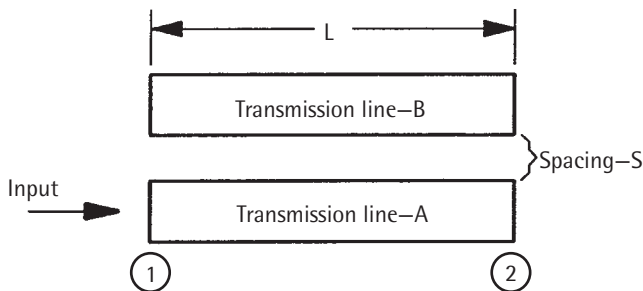 L
Transmission line–B
Spacing–S
Input
Transmission line–A
1
2